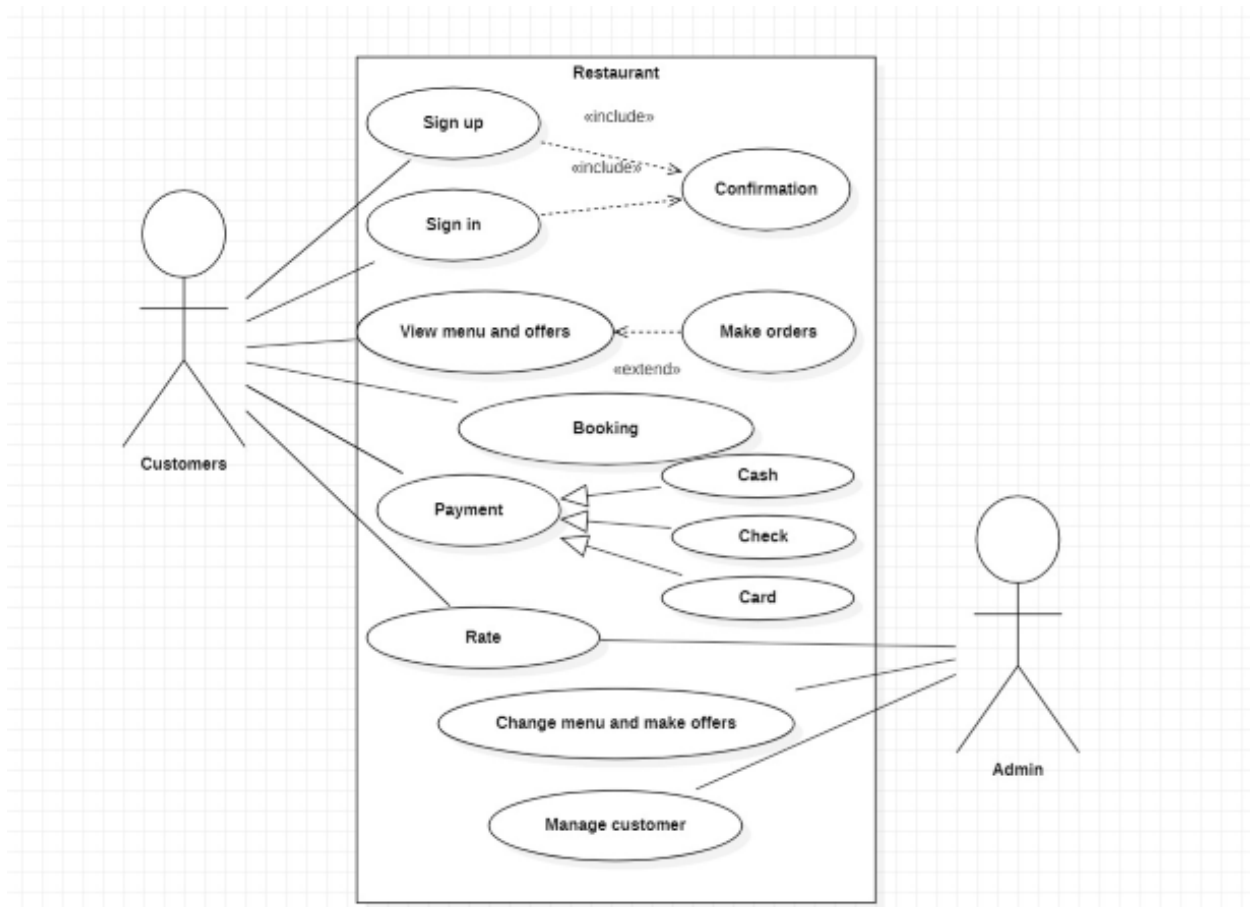 Restaurant
Sign up
«include»
«include»
Confirmation
Sign in
View menu and offers
Make orders
«extend»
Booking
Customers
Cash
Payment
Check
Card
Rate
Change menu and make offers
Admin
Manage customer